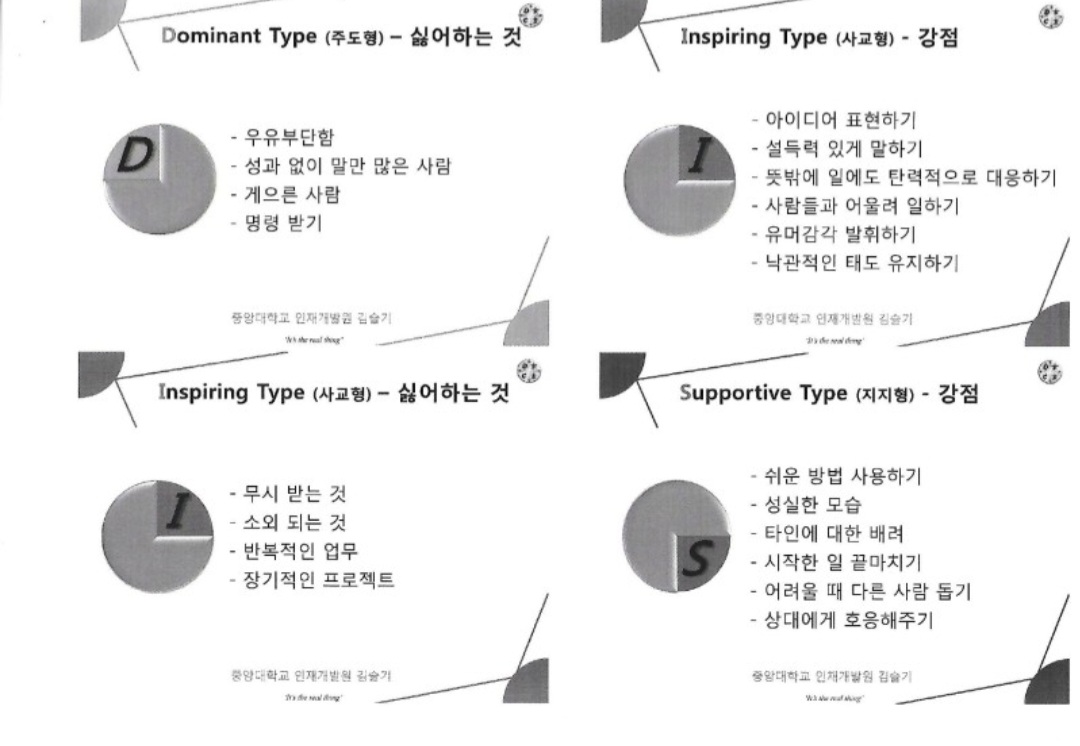 Dominant Type (주도형) – 싫어하는 것
D
- 우유부단함
- 성과 없이 말만 많은 사람
- 게으른 사람
- 명령 받기
중앙대학교 인재개발원 김슬기
"It's the real thing"
Inspiring Type (사교형) - 강점
I
- 아이디어 표현하기
- 설득력 있게 말하기
- 뜻밖에 일에도 탄력적으로 대응하기
- 사람들과 어울려 일하기
- 유머감각 발휘하기
- 낙관적인 태도 유지하기
중앙대학교 인재개발원 김슬기
"It's the real thing"
Inspiring Type (사교형) – 싫어하는 것
I
- 무시 받는 것
- 소외 되는 것
- 반복적인 업무
- 장기적인 프로젝트
중앙대학교 인재개발원 김슬기
"It's the real thing"
Supportive Type (지지형) - 강점
S
- 쉬운 방법 사용하기
- 성실한 모습
- 타인에 대한 배려
- 시작한 일 끝마치기
- 어려울 때 다른 사람 돕기
- 상대에게 호응해주기
중앙대학교 인재개발원 김슬기
"It's the real thing"